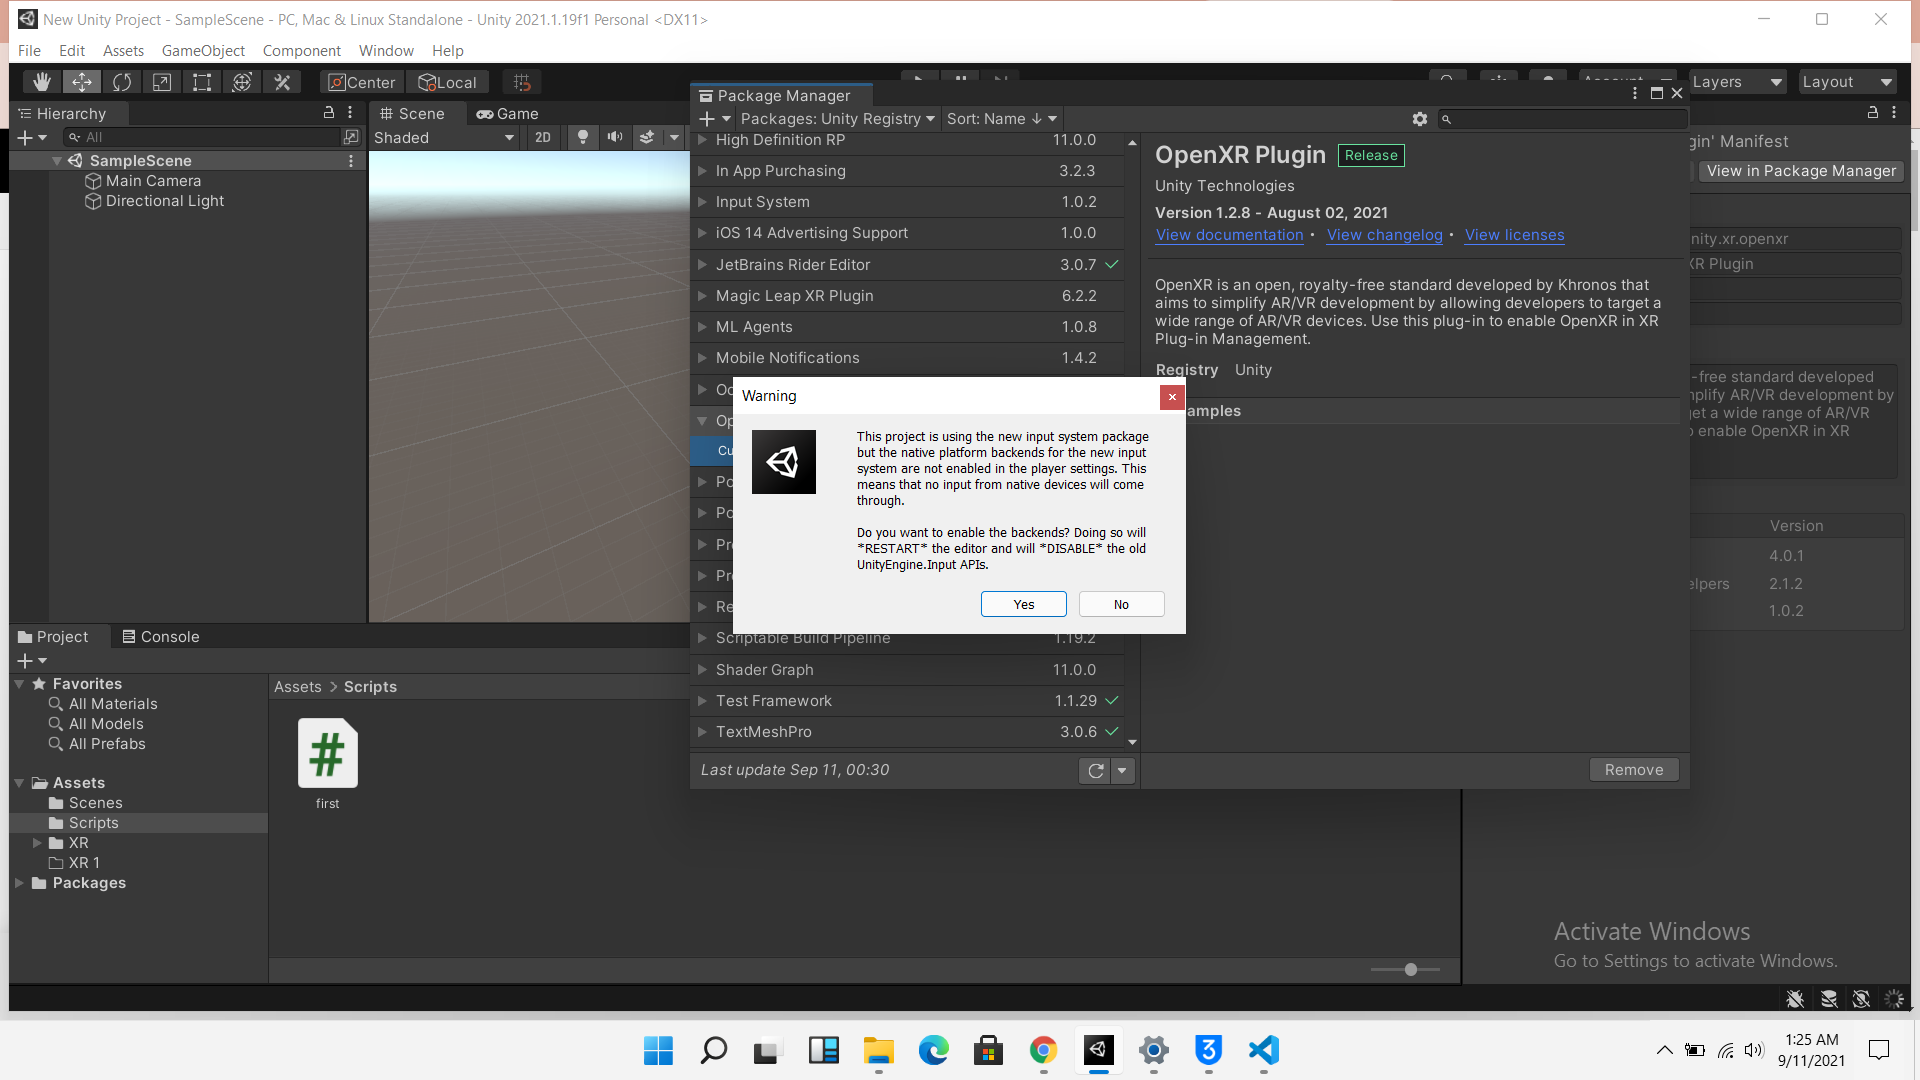 New Unity Project - SampleScene - PC, Mac & Linux Standalone - Unity 2021.1.19f1 Personal <DX11>
File Edit Assets GameObject Component Window Help
Center Local
Layers Layout
Hierarchy
All
SampleScene
Main Camera
Directional Light
Scene Game
Shaded 2D
Package Manager
Packages: Unity Registry Sort: Name ↓
High Definition RP 11.0.0
In App Purchasing 3.2.3
Input System 1.0.2
iOS 14 Advertising Support 1.0.0
JetBrains Rider Editor 3.0.7
Magic Leap XR Plugin 6.2.2
ML Agents 1.0.8
Mobile Notifications 1.4.2
Scriptable Build Pipeline 1.19.2
Shader Graph 11.0.0
Test Framework 1.1.29
TextMeshPro 3.0.6
Last update Sep 11, 00:30
OpenXR Plugin Release
Unity Technologies
Version 1.2.8 - August 02, 2021
View documentation • View changelog • View licenses
OpenXR is an open, royalty-free standard developed by Khronos that
aims to simplify AR/VR development by allowing developers to target a
wide range of AR/VR devices. Use this plug-in to enable OpenXR in XR
Plug-in Management.
Registry Unity
amples
Remove
Warning
This project is using the new input system package
but the native platform backends for the new input
system are not enabled in the player settings. This
means that no input from native devices will come
through.
Do you want to enable the backends? Doing so will
*RESTART* the editor and will *DISABLE* the old
UnityEngine.Input APIs.
Yes No
gin' Manifest
View in Package Manager
nity.xr.openxr
XR Plugin
-free standard developed
mplify AR/VR development by
get a wide range of AR/VR
enable OpenXR in XR
Version
4.0.1
elpers 2.1.2
1.0.2
Project Console
Favorites
All Materials
All Models
All Prefabs
Assets
Scenes
Scripts
XR
XR 1
Packages
Assets > Scripts
#
first
Activate Windows
Go to Settings to activate Windows.
3
1:25 AM
9/11/2021